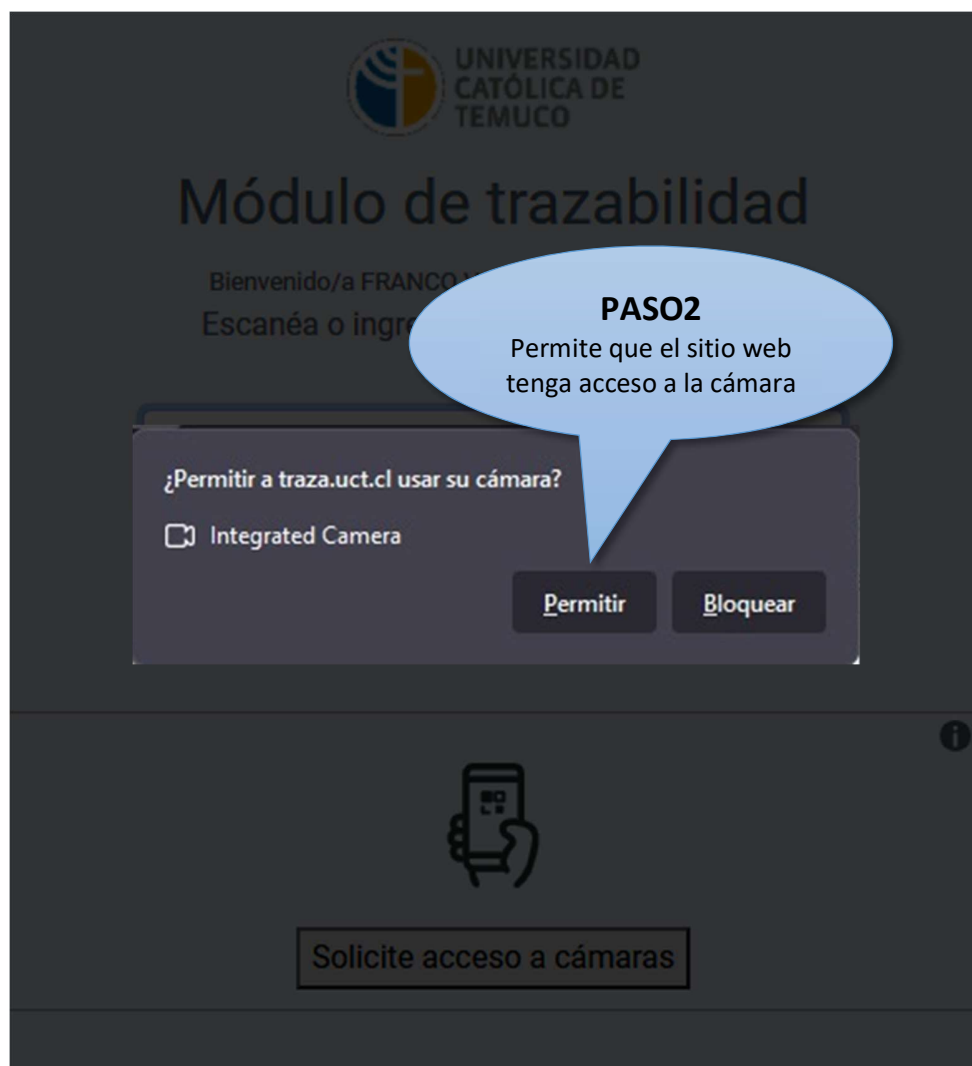 UNIVERSIDAD
CATÓLICA DE
TEMUCO
Módulo de trazabilidad
Bienvenido/a FRANCO
Escanéa o ingre
PASO2
Permite que el sitio web
tenga acceso a la cámara
¿Permitir a traza.uct.cl usar su cámara?
Integrated Camera
Permitir
Bloquear
Solicite acceso a cámaras